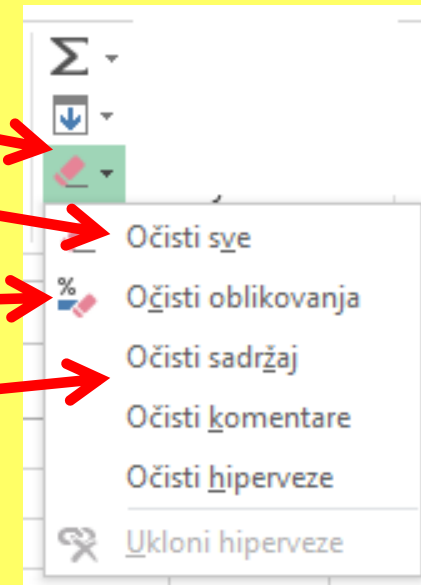 Σ
Očisti sve
%
Očisti oblikovanja
Očisti sadržaj
Očisti komentare
Očisti hiperveze
Ukloni hiperveze